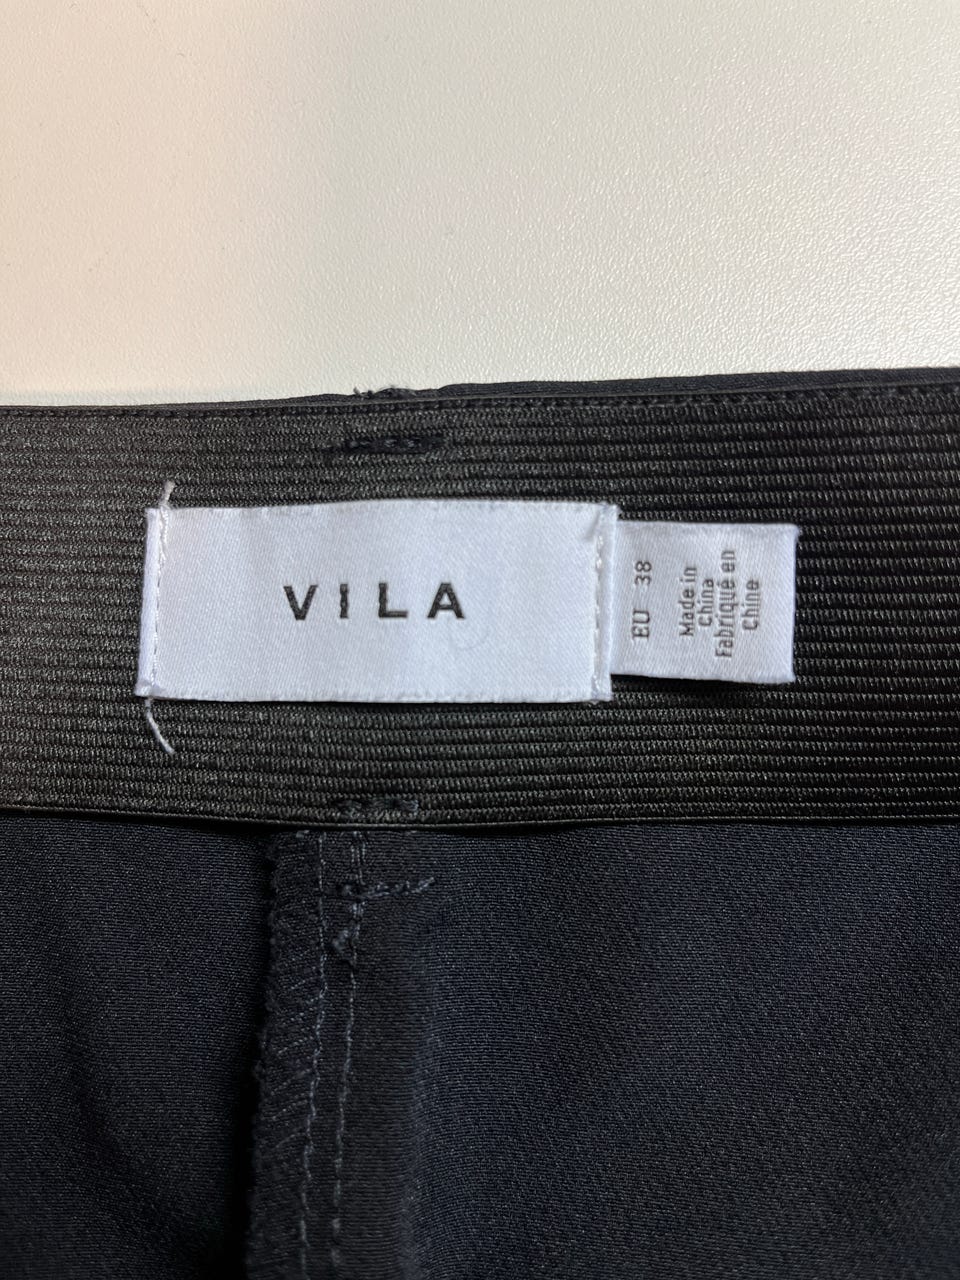 VILA
EU 38
Made in
China
Fabriqué en
Chine